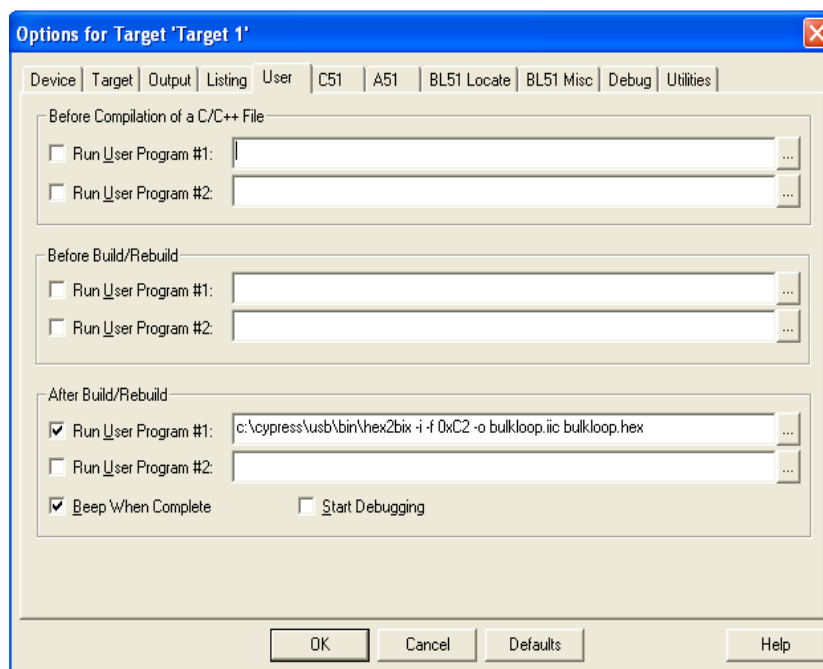 Options for Target 'Target 1'
Device Target Output Listing User C51 A51 BL51 Locate BL51 Misc Debug Utilities
Before Compilation of a C/C++ File
Run User Program #1: ...
Run User Program #2: ...
Before Build/Rebuild
Run User Program #1: ...
Run User Program #2: ...
After Build/Rebuild
Run User Program #1: c:\cypress\usb\bin\hex2bix -i -f 0xC2 -o bulkloop.iic bulkloop.hex ...
Run User Program #2: ...
Beep When Complete Start Debugging
OK Cancel Defaults Help